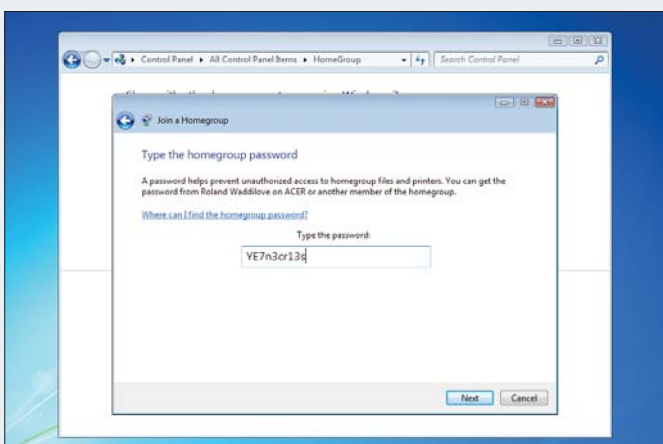 Control Panel ▸ All Control Panel Items ▸ HomeGroup
Search Control Panel
Join a Homegroup
Type the homegroup password
A password helps prevent unauthorized access to homegroup files and printers. You can get the
password from Roland Waddilove on ACER or another member of the homegroup.
Where can I find the homegroup password?
Type the password:
YE7n3cr13s
Next
Cancel